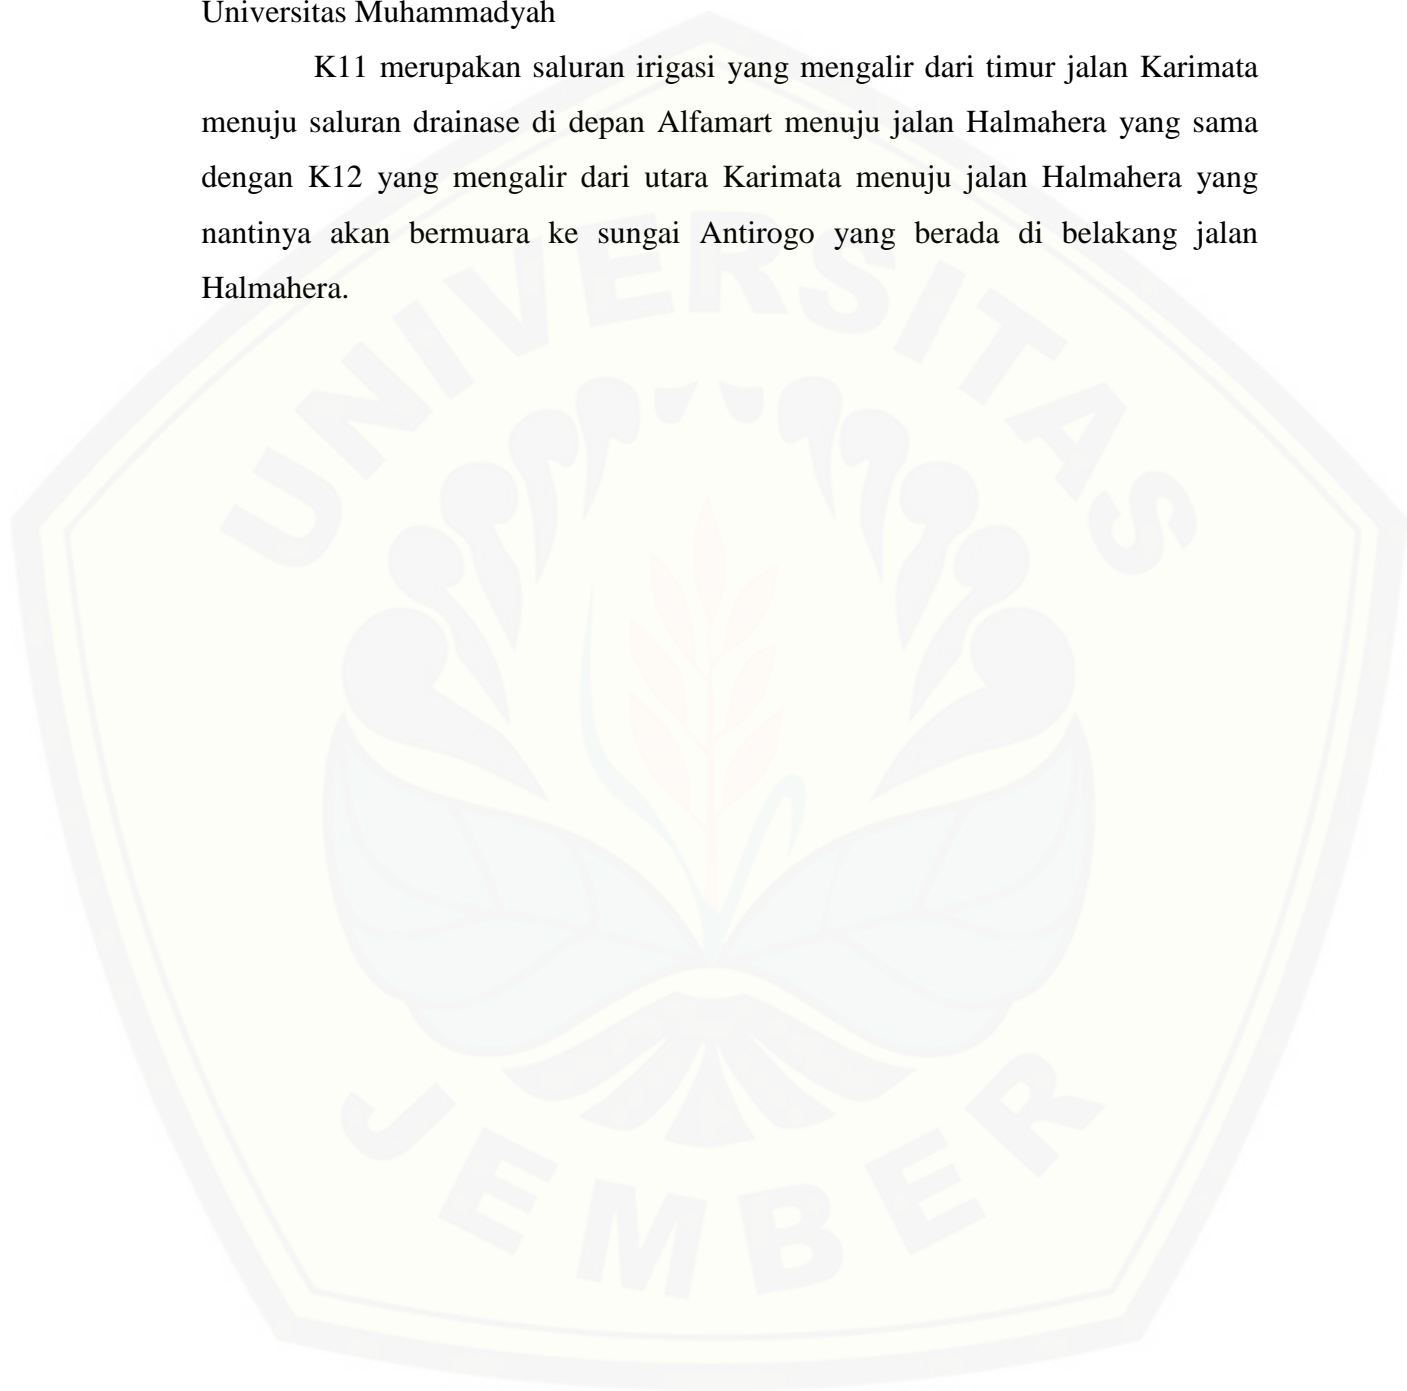 Universitas Muhammadyah
K11 merupakan saluran irigasi yang mengalir dari timur jalan Karimata
menuju saluran drainase di depan Alfamart menuju jalan Halmahera yang sama
dengan K12 yang mengalir dari utara Karimata menuju jalan Halmahera yang
nantinya akan bermuara ke sungai Antirogo yang berada di belakang jalan
Halmahera.
UNIVERSITAS
JEMBER